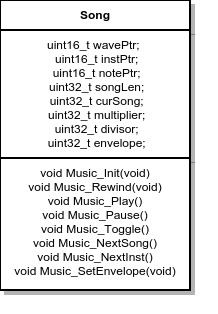 Song
uint16_t wavePtr;
uint16_t instPtr;
uint16_t notePtr;
uint32_t songLen;
uint32_t curSong;
uint32_t multiplier;
uint32_t divisor;
uint32_t envelope;
void Music_Init(void)
void Music_Rewind(void)
void Music_Play()
void Music_Pause()
void Music_Toggle()
void Music_NextSong()
void Music_NextInst()
void Music_SetEnvelope(void)